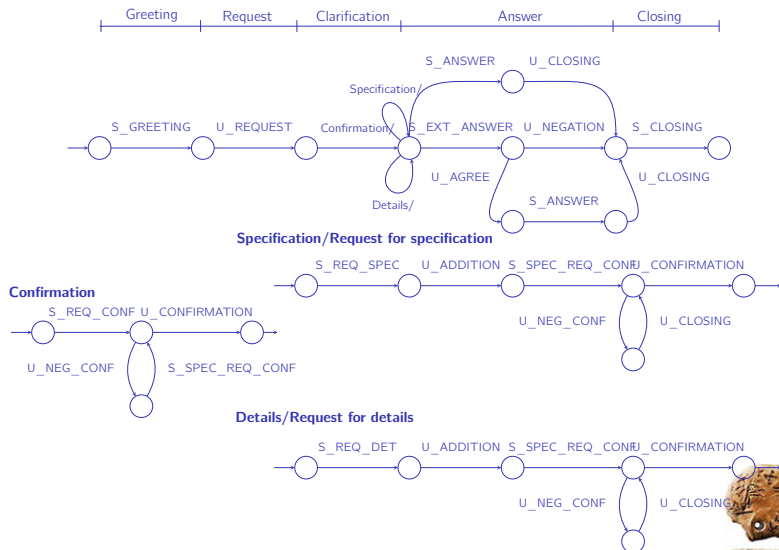 Greeting Request Clarification Answer Closing
S_ANSWER U_CLOSING
Specification/
S_GREETING U_REQUEST Confirmation/ S_EXT_ANSWER U_NEGATION S_CLOSING
U_AGREE U_CLOSING
Details/ S_ANSWER
Specification/Request for specification
S_REQ_SPEC U_ADDITION S_SPEC_REQ_CONF U_CONFIRMATION
U_NEG_CONF U_CLOSING
Confirmation
S_REQ_CONF U_CONFIRMATION
U_NEG_CONF S_SPEC_REQ_CONF
Details/Request for details
S_REQ_DET U_ADDITION S_SPEC_REQ_CONF U_CONFIRMATION
U_NEG_CONF U_CLOSING